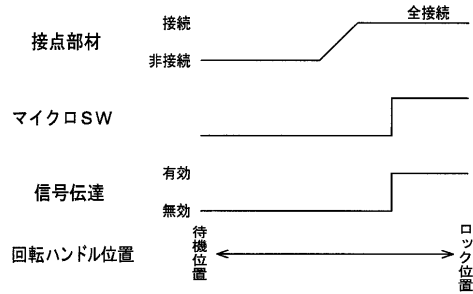 接点部材
接続
全接続
非接続
マイクロSW
信号伝達
有効
無効
回転ハンドル位置
待機位置
ロック位置